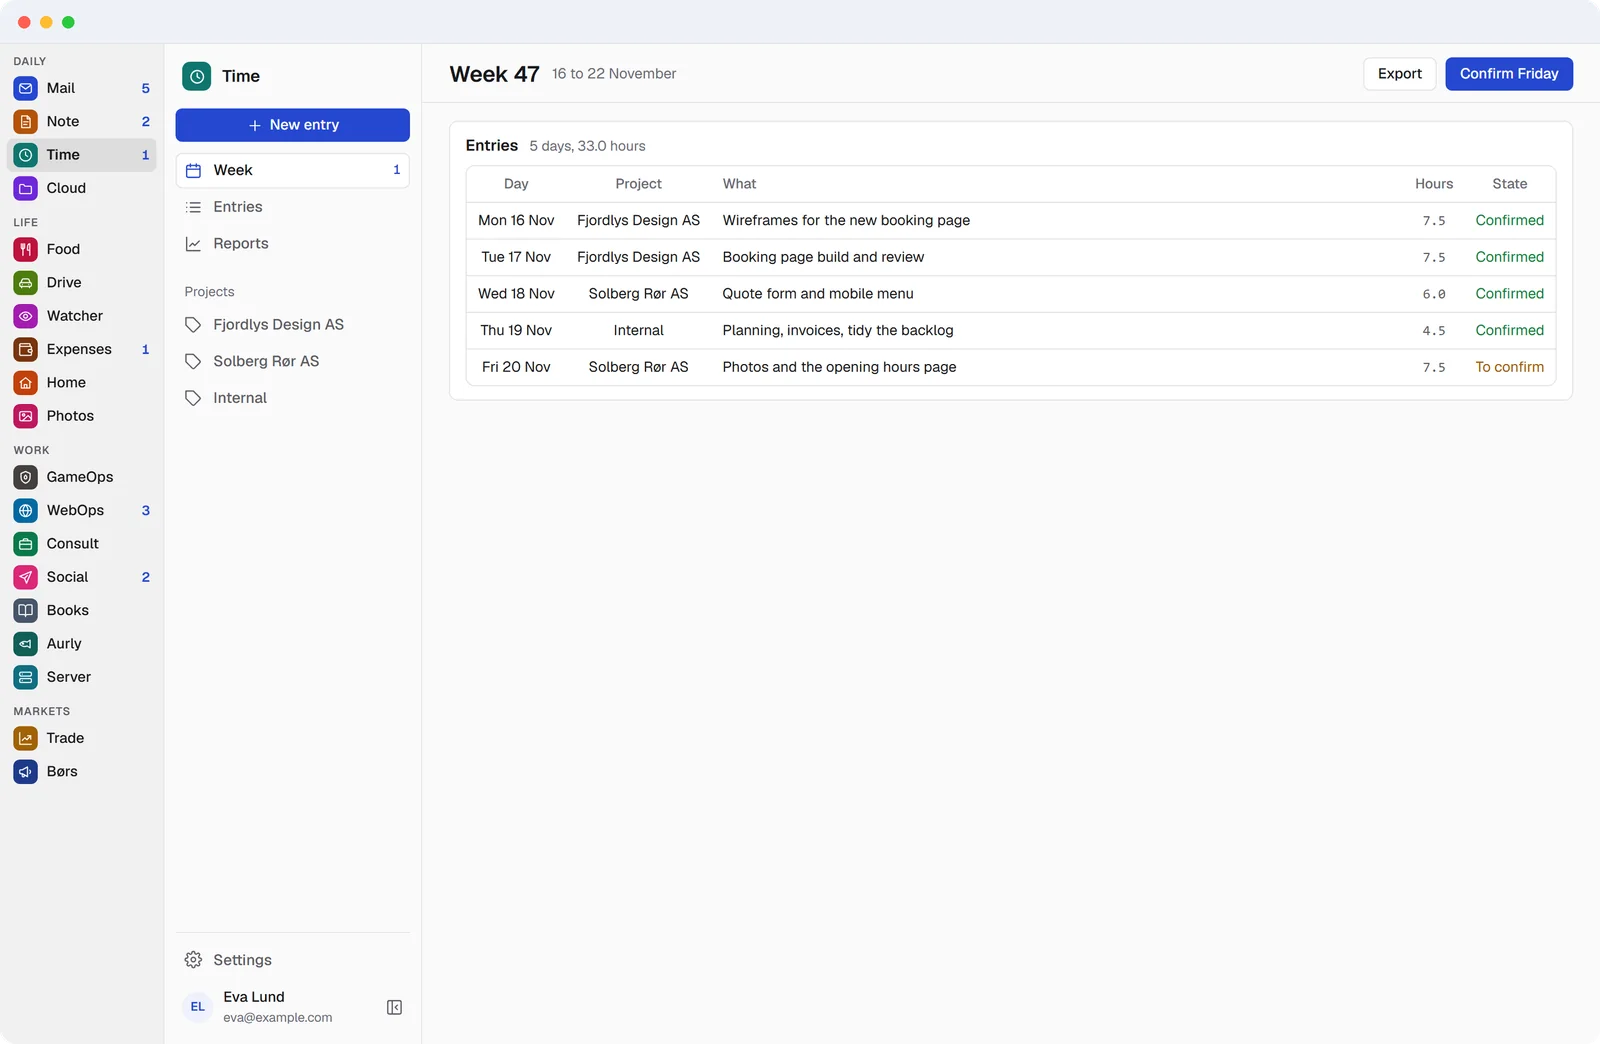 DAILY
Mail 5
Note 2
Time 1
Cloud
LIFE
Food
Drive
Watcher
Expenses 1
Home
Photos
WORK
GameOps
WebOps 3
Consult
Social 2
Books
Aurly
Server
MARKETS
Trade
Børs
Time
New entry
Week 1
Entries
Reports
Projects
Fjordlys Design AS
Solberg Rør AS
Internal
Settings
EL
Eva Lund
eva@example.com
Week 47 16 to 22 November
Export
Confirm Friday
Entries 5 days, 33.0 hours
Day Project What Hours State
Mon 16 Nov Fjordlys Design AS Wireframes for the new booking page 7.5 Confirmed
Tue 17 Nov Fjordlys Design AS Booking page build and review 7.5 Confirmed
Wed 18 Nov Solberg Rør AS Quote form and mobile menu 6.0 Confirmed
Thu 19 Nov Internal Planning, invoices, tidy the backlog 4.5 Confirmed
Fri 20 Nov Solberg Rør AS Photos and the opening hours page 7.5 To confirm